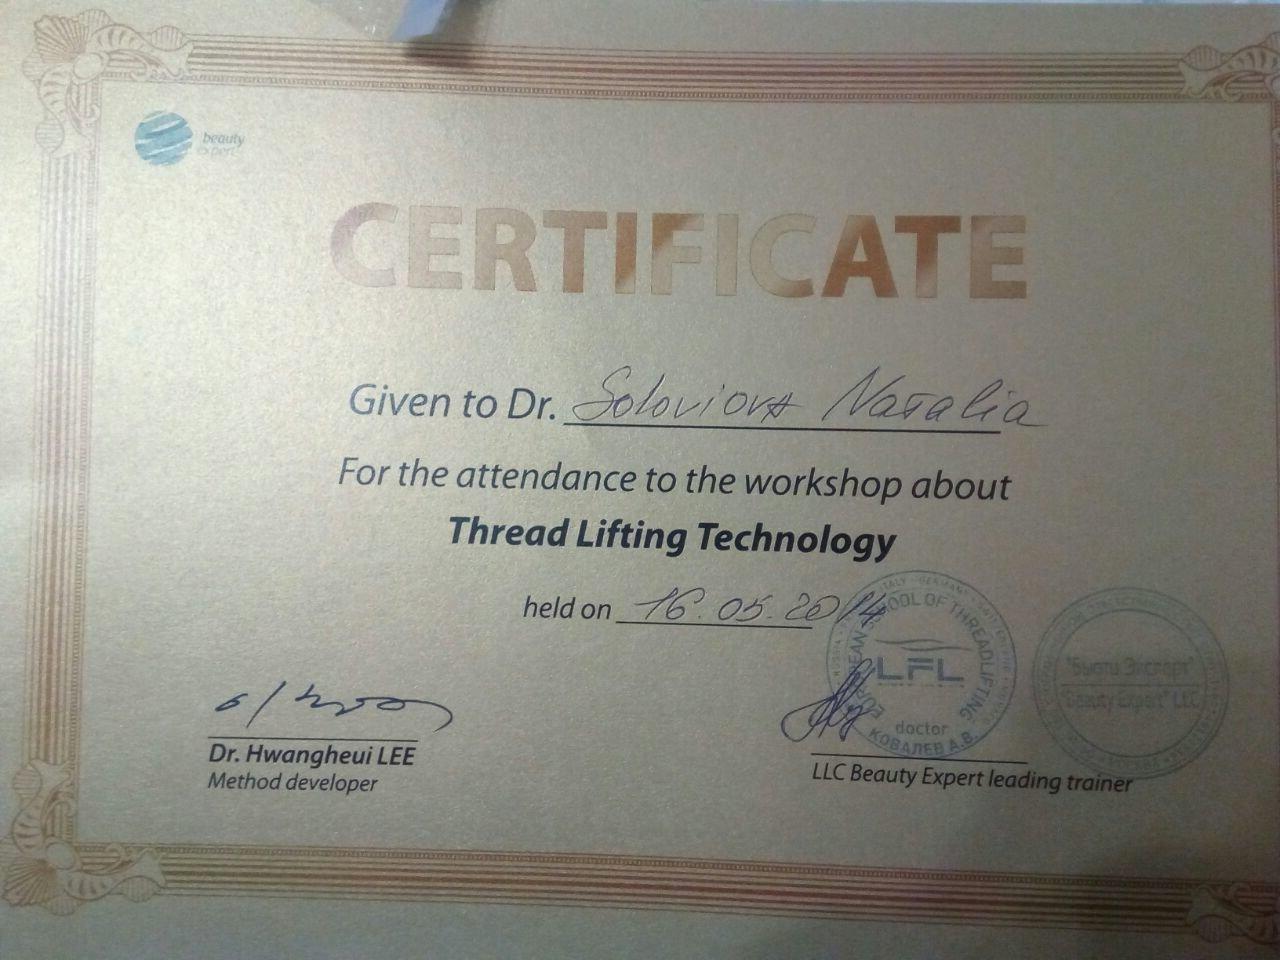 beauty
expert
CERTIFICATE
Given to Dr. Soloviova Natalia
For the attendance to the workshop about
Thread Lifting Technology
held on 16.05.2014
EUROPEAN SCHOOL OF THREADLIFTING
LFL
doctor
КОВАЛЕВ А.В.
"Бьюти Эксперт"
"Beauty Expert" LLC
Dr. Hwangheui LEE
Method developer
LLC Beauty Expert leading trainer